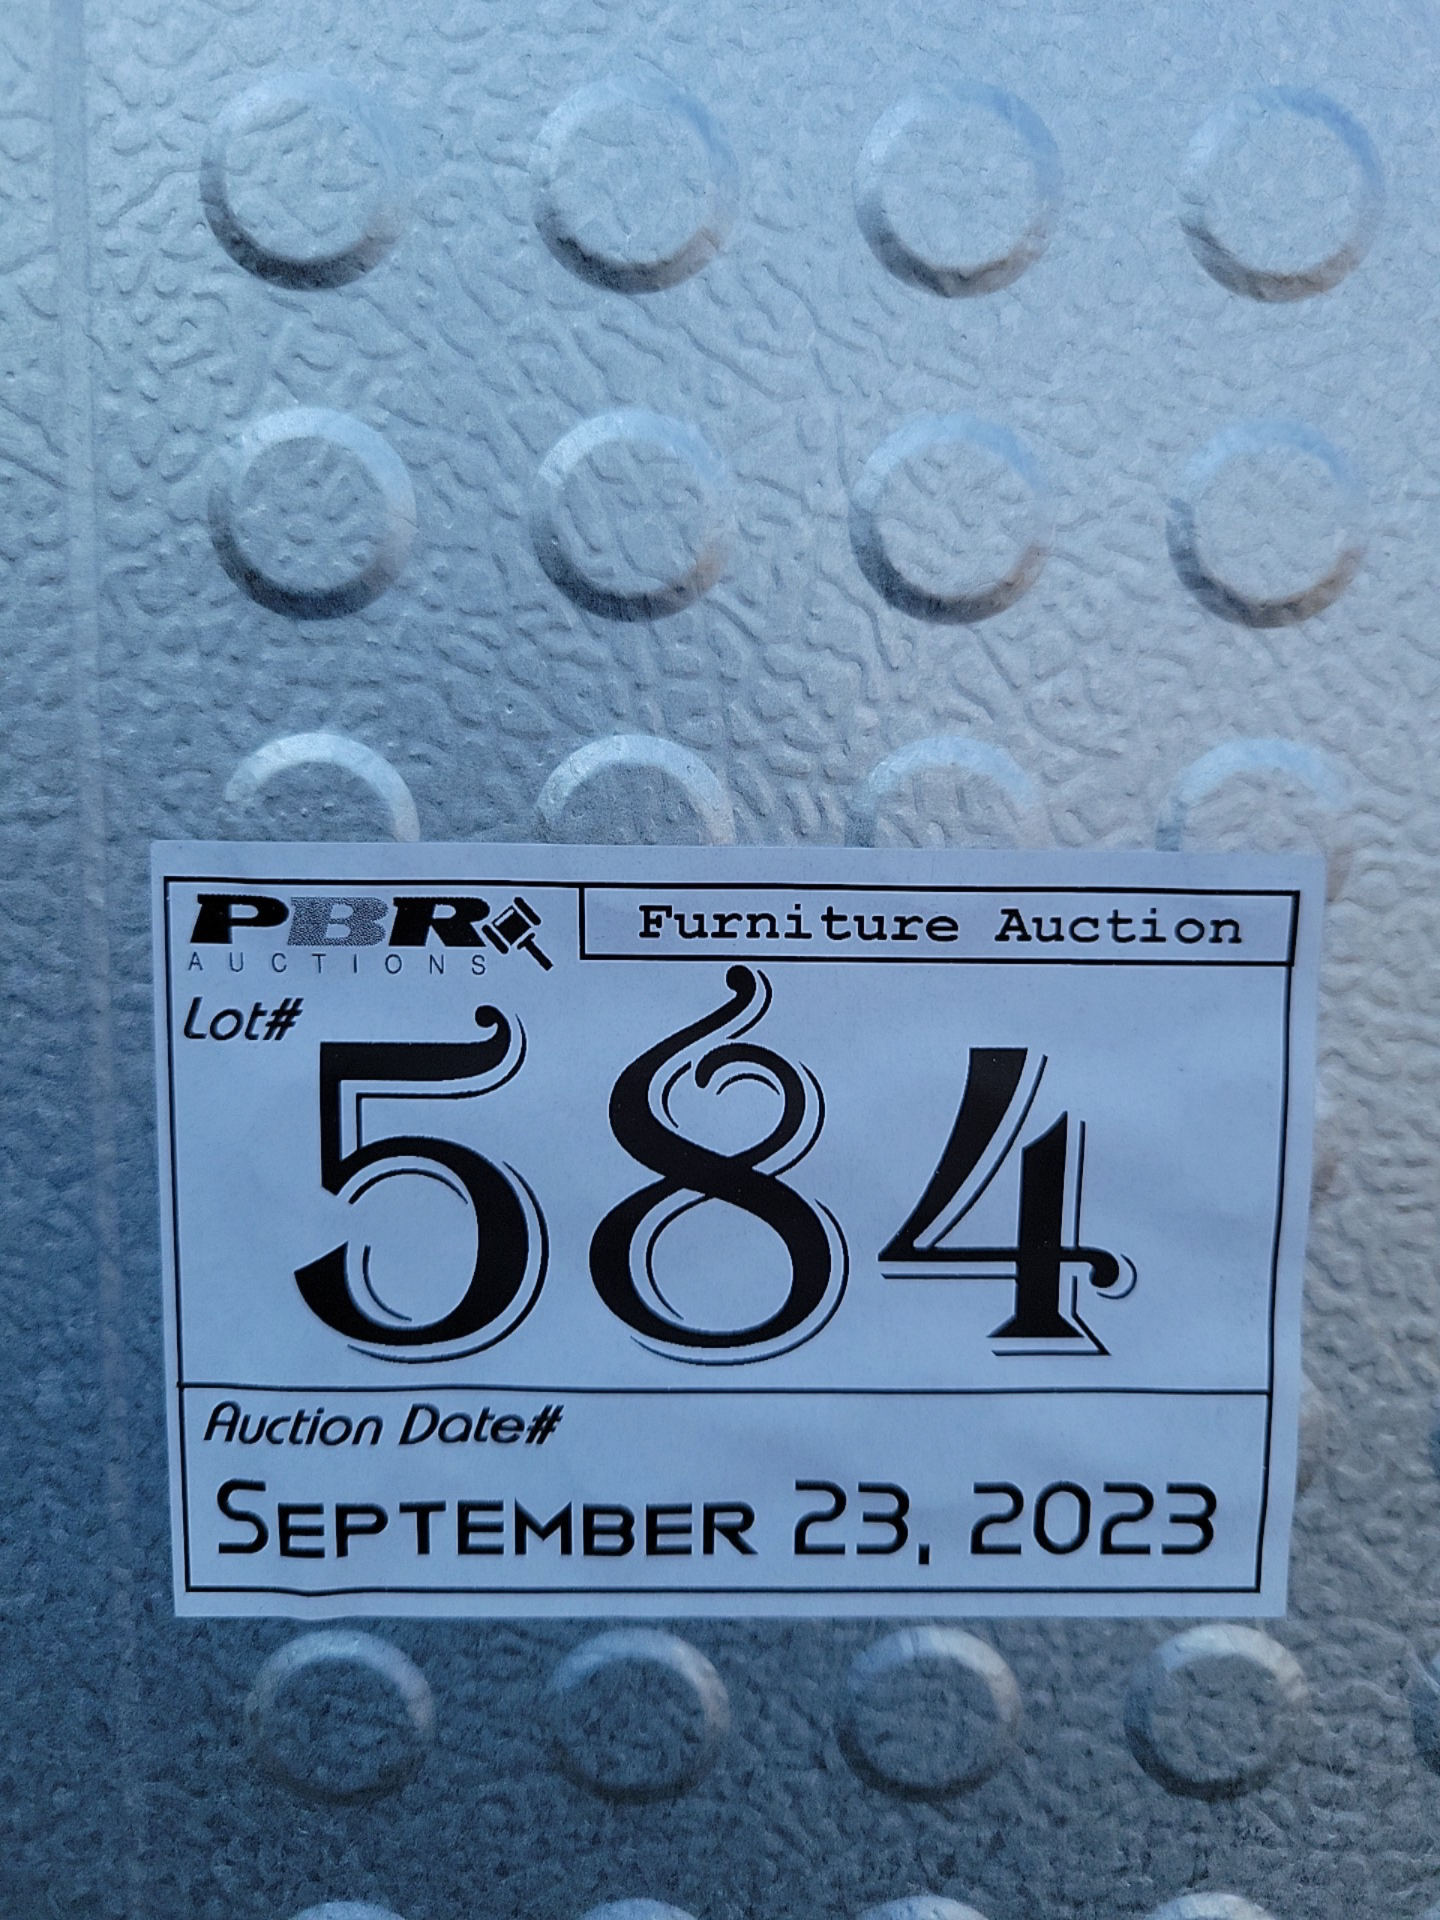 PBR
AUCTIONS
Furniture Auction
Lot#
584
Auction Date#
September 23, 2023